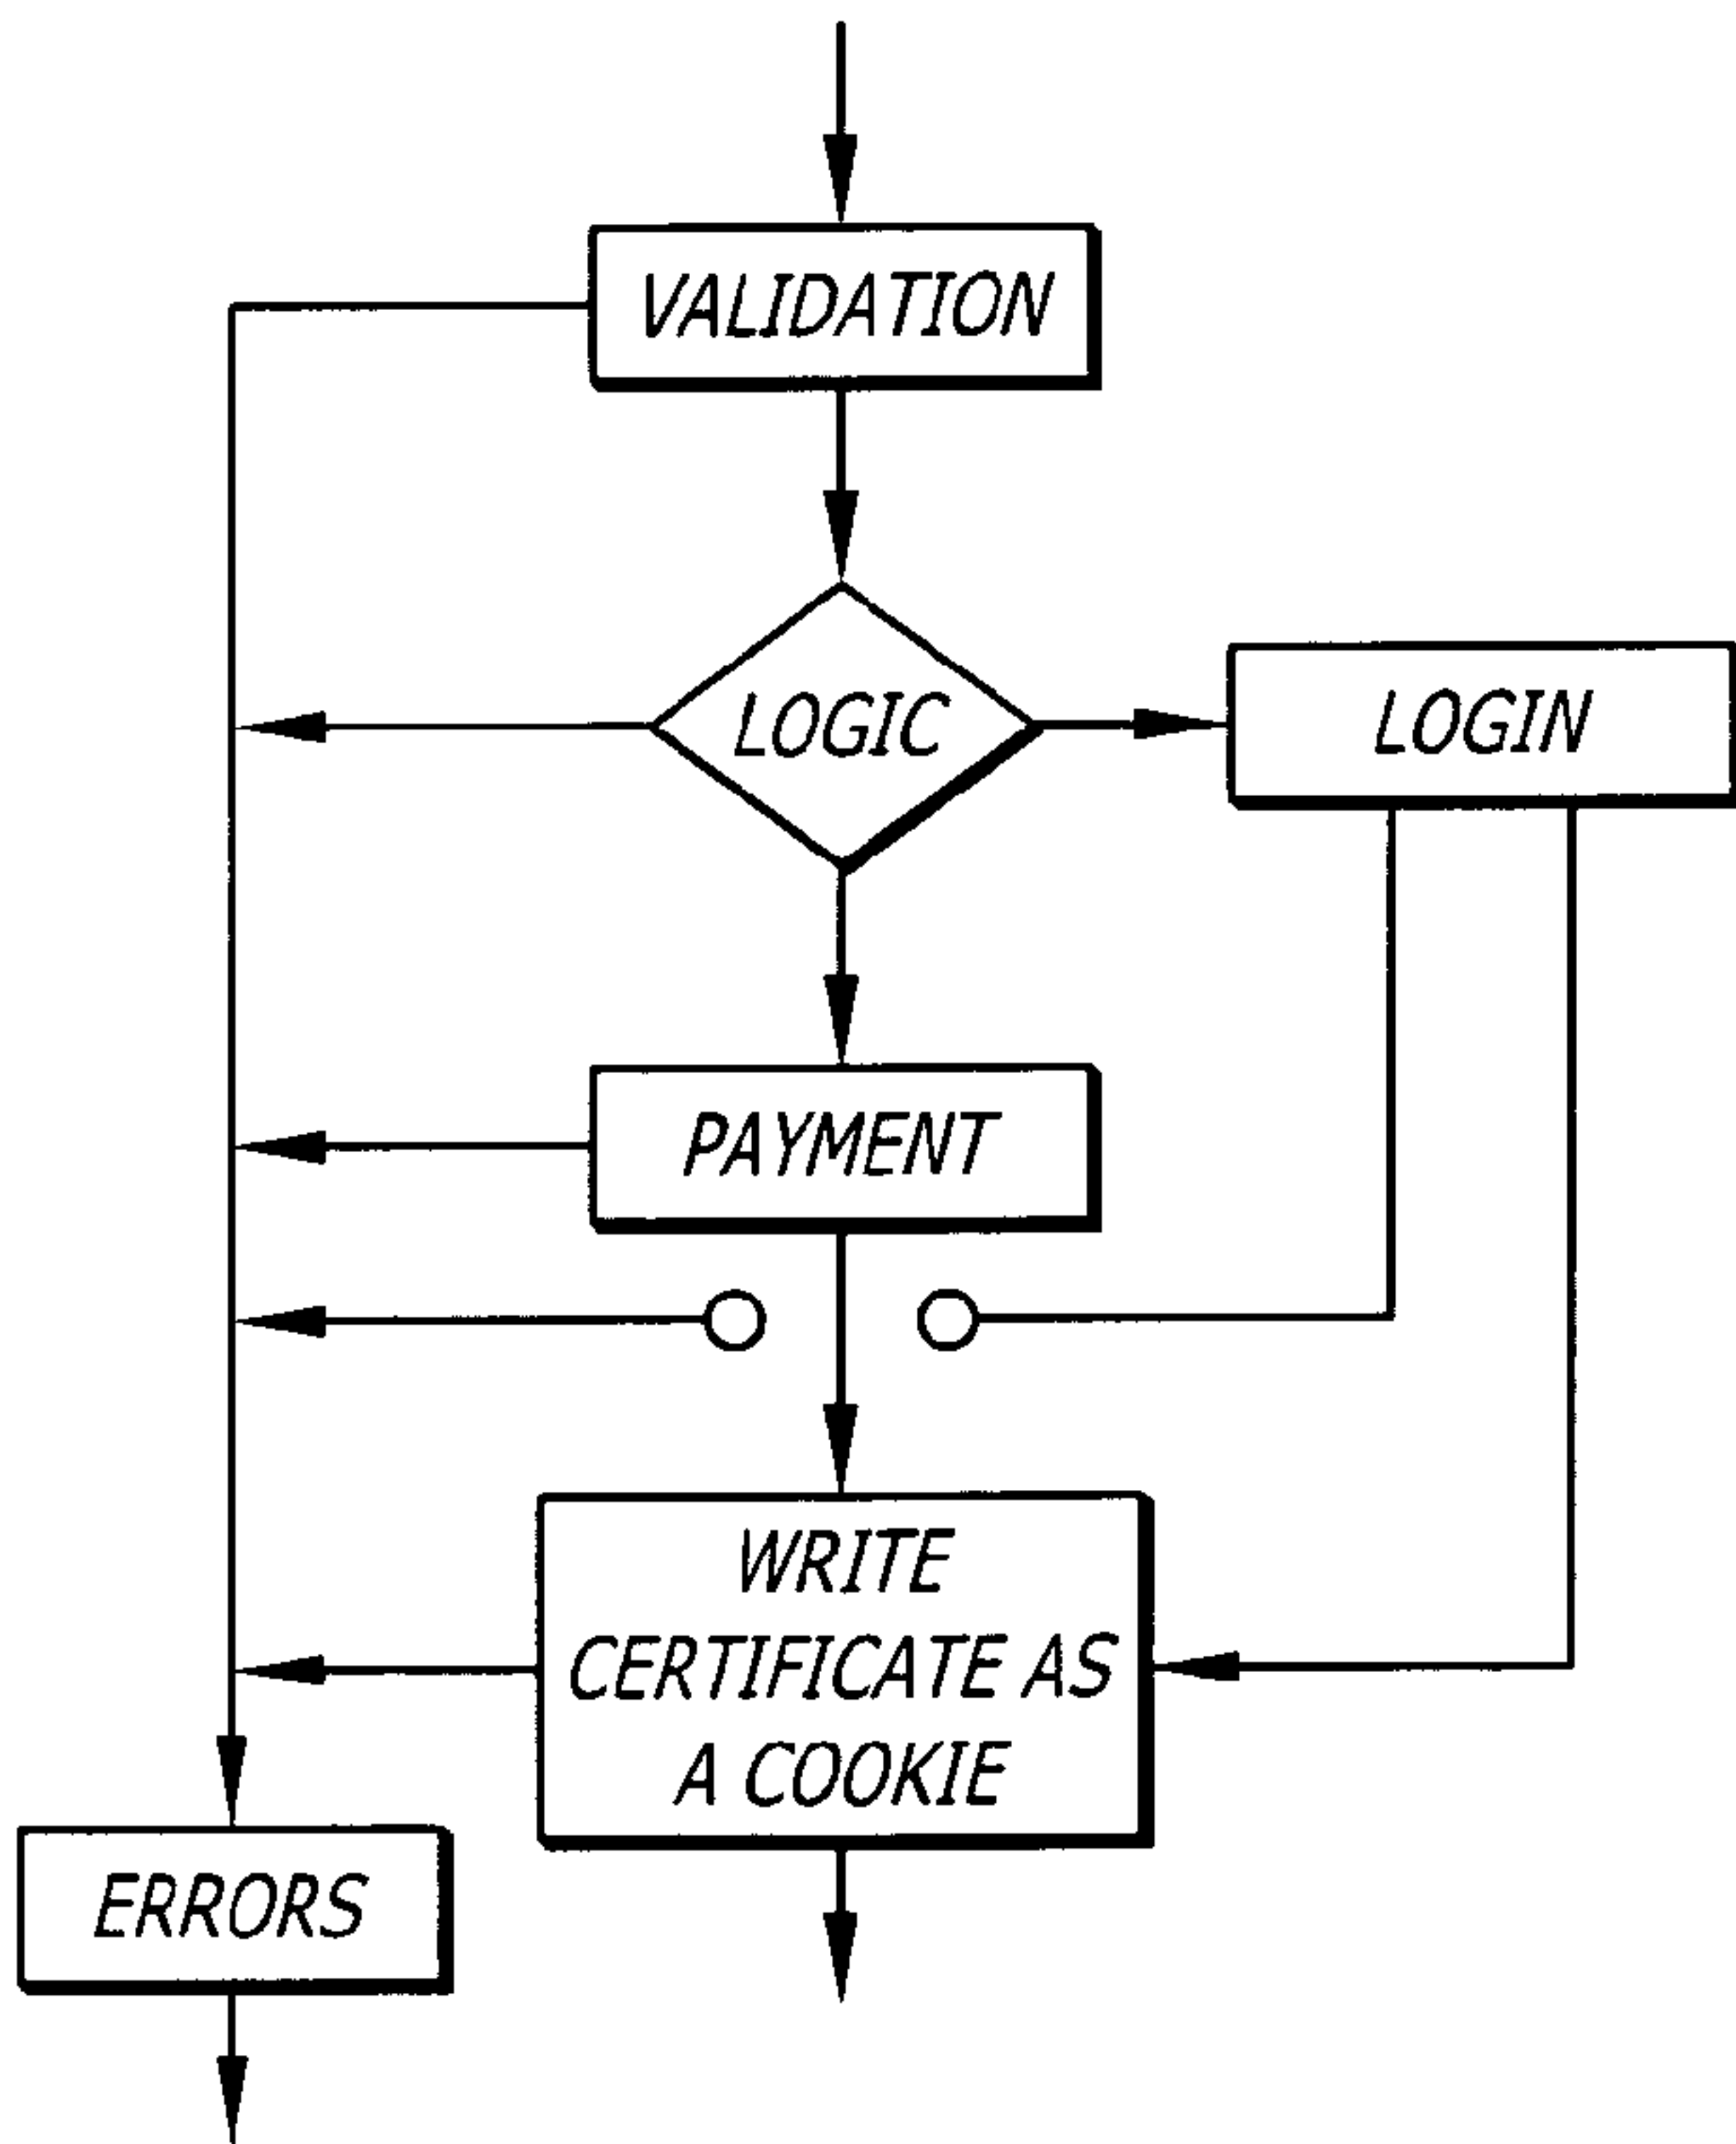 VALIDATION
LOGIC
LOGIN
PAYMENT
WRITE
CERTIFICATE AS
A COOKIE
ERRORS